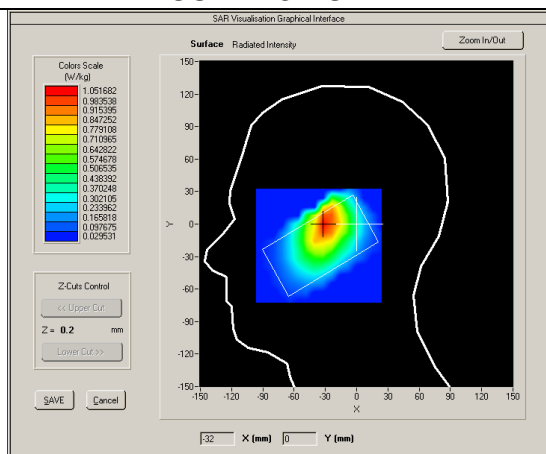 SAR Visualisation Graphical Interface
Surface Radiated Intensity
Zoom In/Out
Colors Scale
(W/kg)
1.051682
0.983538
0.915395
0.847252
0.779108
0.710965
0.642822
0.574678
0.506535
0.438392
0.370248
0.302105
0.233962
0.165818
0.097675
0.029531
Z-Cuts Control
<< Upper Cut
Z = 0.2 mm
Lower Cut >>
SAVE Cancel
150-
120-
90-
60-
30-
0-
-30-
-60-
-90-
-120-
-150-
Y
-150 -120 -90 -60 -30 0 30 60 90 120 150
X
-32 X (mm) 0 Y (mm)